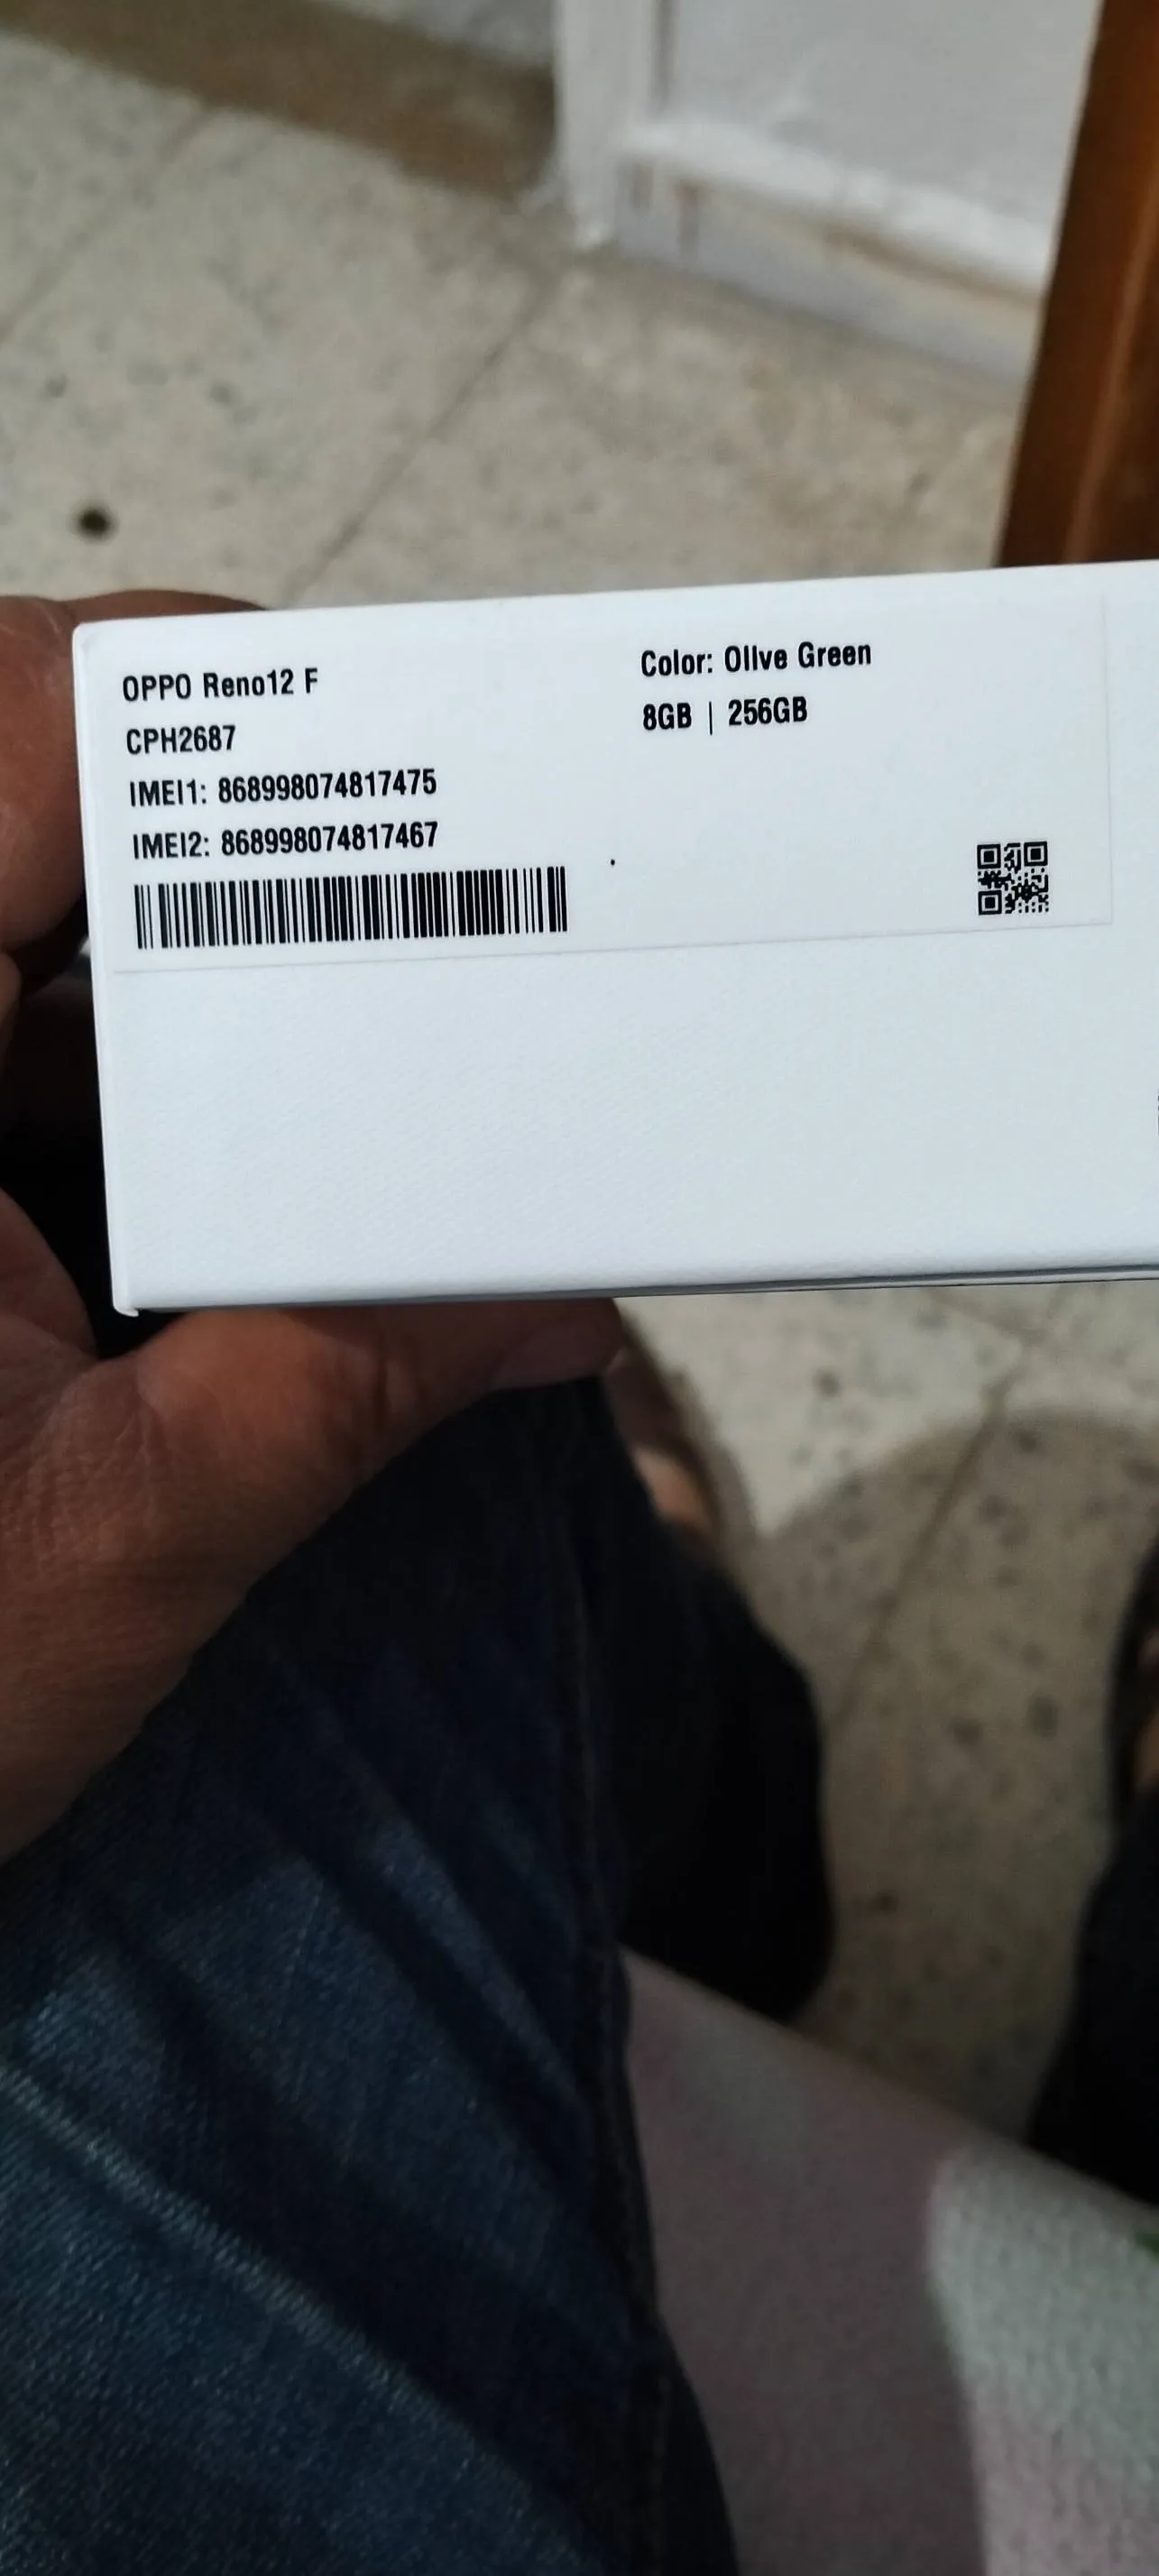 OPPO Reno12 F
CPH2687
IMEI1: 868998074817475
IMEI2: 868998074817467
Color: Olive Green
8GB | 256GB